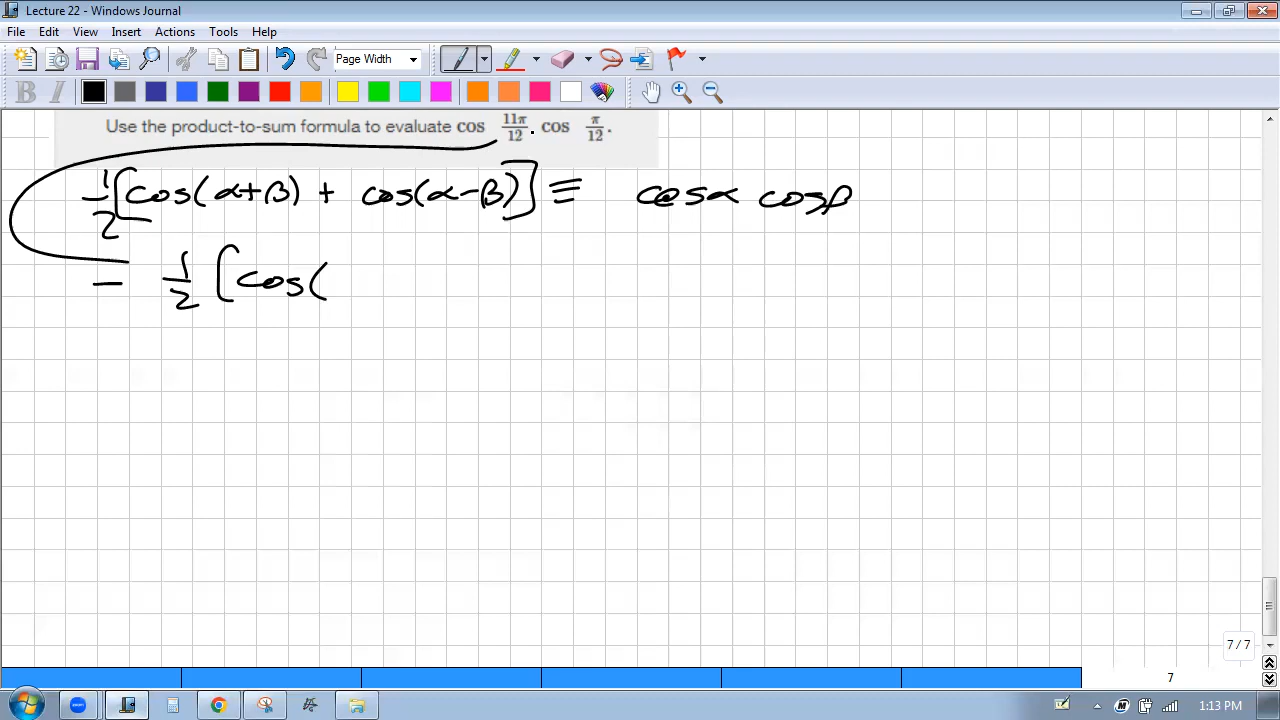 Lecture 22 - Windows Journal
File Edit View Insert Actions Tools Help
Page Width
B I
Use the product-to-sum formula to evaluate cos 11π/12 . cos π/12 .
1/2 [cos(α+β) + cos(α-β)] ≡ cosα cosβ
= 1/2 [cos(
7 / 7
7
1:13 PM